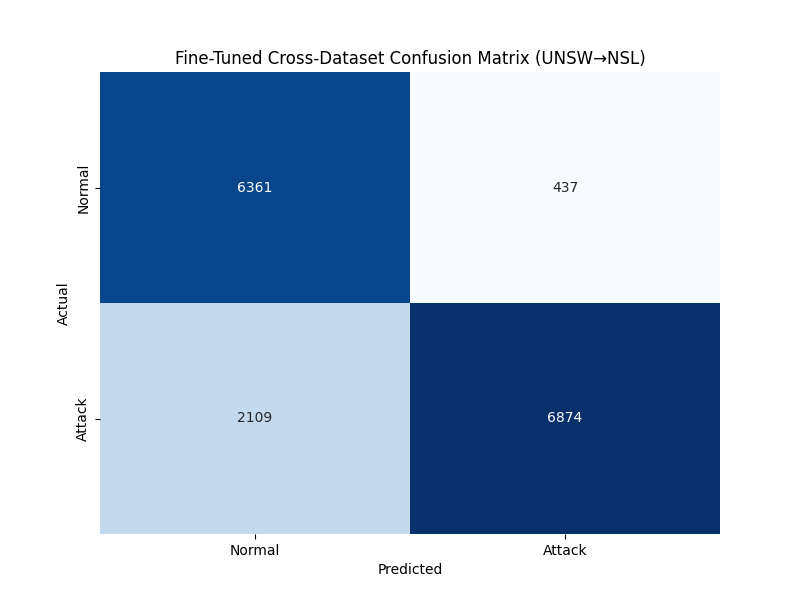 Fine-Tuned Cross-Dataset Confusion Matrix (UNSW→NSL)
Normal
6361
437
Actual
Attack
2109
6874
Normal
Attack
Predicted